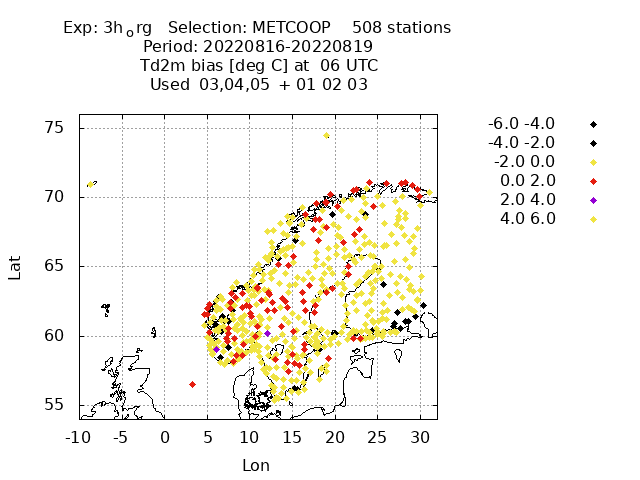 Exp: 3h_o rg   Selection: METCOOP    508 stations
Period: 20220816-20220819
Td2m bias [deg C] at  06 UTC
Used  03,04,05  + 01 02 03
-6.0 -4.0
-4.0 -2.0
-2.0 0.0
0.0 2.0
2.0 4.0
4.0 6.0
75
70
65
60
55
Lat
-10 -5 0 5 10 15 20 25 30
Lon